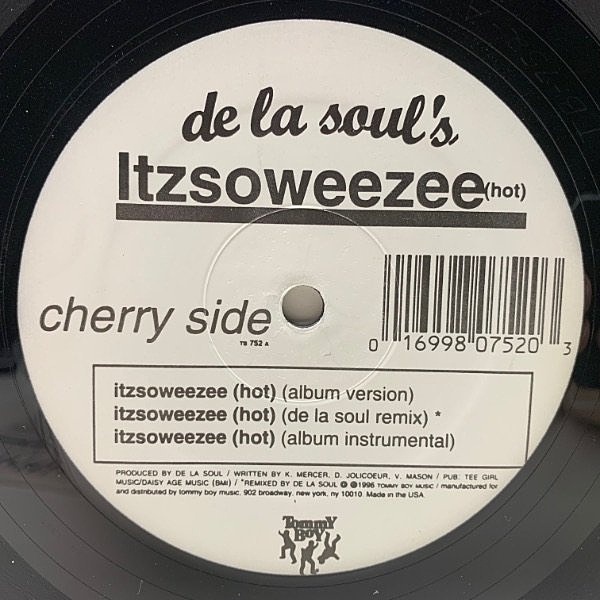 de la soul's
Itzsoweezee (hot)
cherry side
TB 752 A
0 16998 07520 3
itzsoweezee (hot) (album version)
itzsoweezee (hot) (de la soul remix) *
itzsoweezee (hot) (album instrumental)
PRODUCED BY DE LA SOUL / WRITTEN BY K. MERCER, D. JOLICOEUR, V. MASON / PUB: TEE GIRL
MUSIC/DAISY AGE MUSIC (BMI) / *REMIXED BY DE LA SOUL ℗ ©1996 TOMMY BOY MUSIC / manufactured for
and distributed by tommy boy music, 902 broadway, new york, ny 10010. Made in the USA.
Tommy
Boy